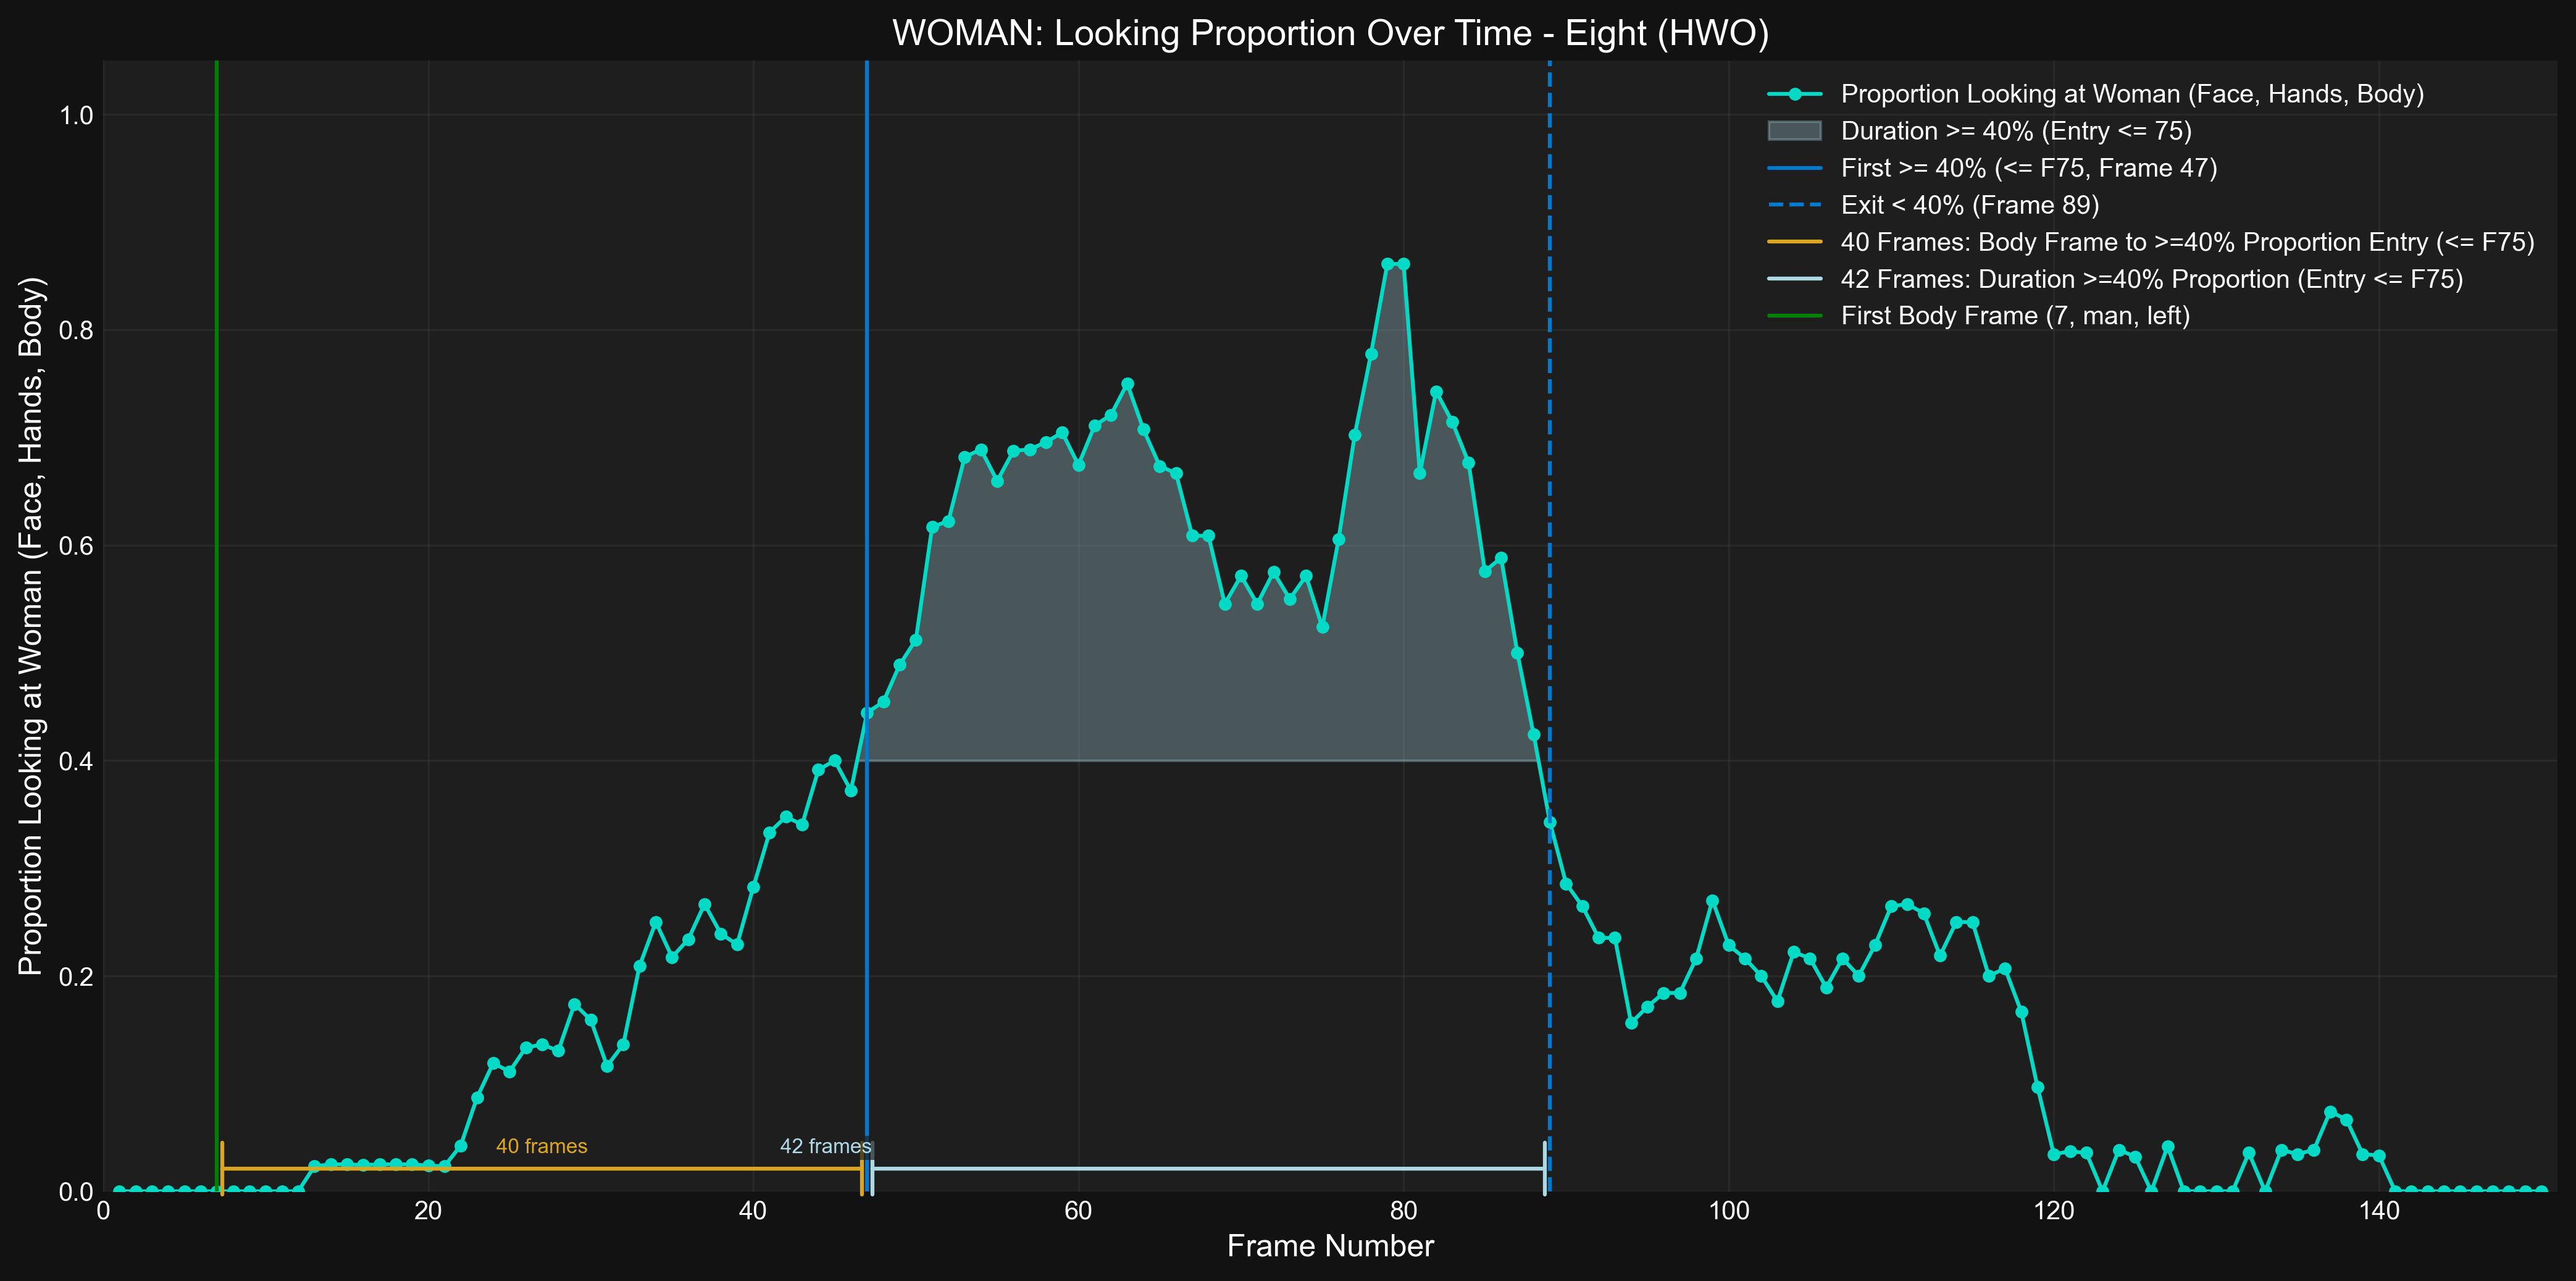 WOMAN: Looking Proportion Over Time - Eight (HWO)
Proportion Looking at Woman (Face, Hands, Body)
1.0
0.8
0.6
0.4
0.2
0.0
Proportion Looking at Woman (Face, Hands, Body)
Duration >= 40% (Entry <= 75)
First >= 40% (<= F75, Frame 47)
Exit < 40% (Frame 89)
40 Frames: Body Frame to >=40% Proportion Entry (<= F75)
42 Frames: Duration >=40% Proportion (Entry <= F75)
First Body Frame (7, man, left)
40 frames
42 frames
0 20 40 60 80 100 120 140
Frame Number